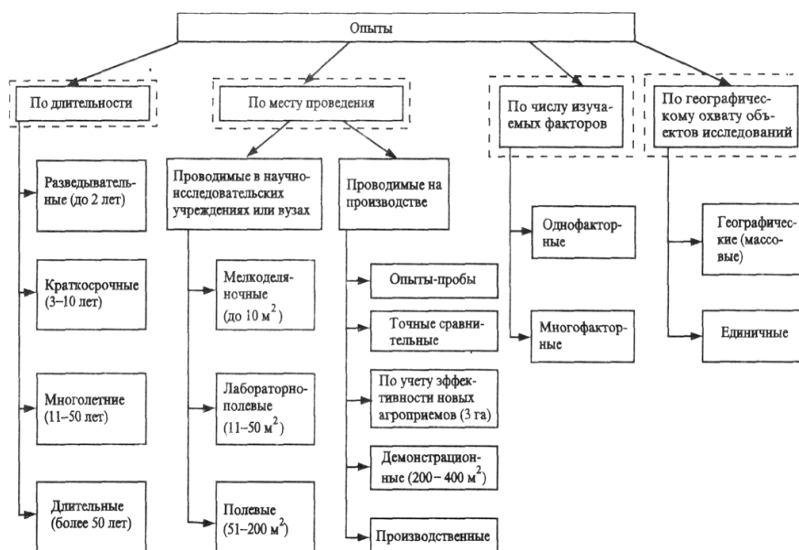 Опыты
По длительности
Разведыватель-
ные (до 2 лет)
Краткосрочные
(3–10 лет)
Многолетние
(11–50 лет)
Длительные
(более 50 лет)
По месту проведения
Проводимые в научно-
исследовательских
учреждениях или вузах
Мелкоделя-
ночные
(до 10 м²)
Лабораторно-
полевые
(11–50 м²)
Полевые
(51–200 м²)
Проводимые на
производстве
Опыты-пробы
Точные сравни-
тельные
По учету эффек-
тивности новых
агроприемов (3 га)
Демонстрацион-
ные (200– 400 м²)
Производственные
По числу изуча-
емых факторов
Однофактор-
ные
Многофактор-
ные
По географичес-
кому охвату объ-
ектов исследований
Географичес-
кие (массо-
вые)
Единичные